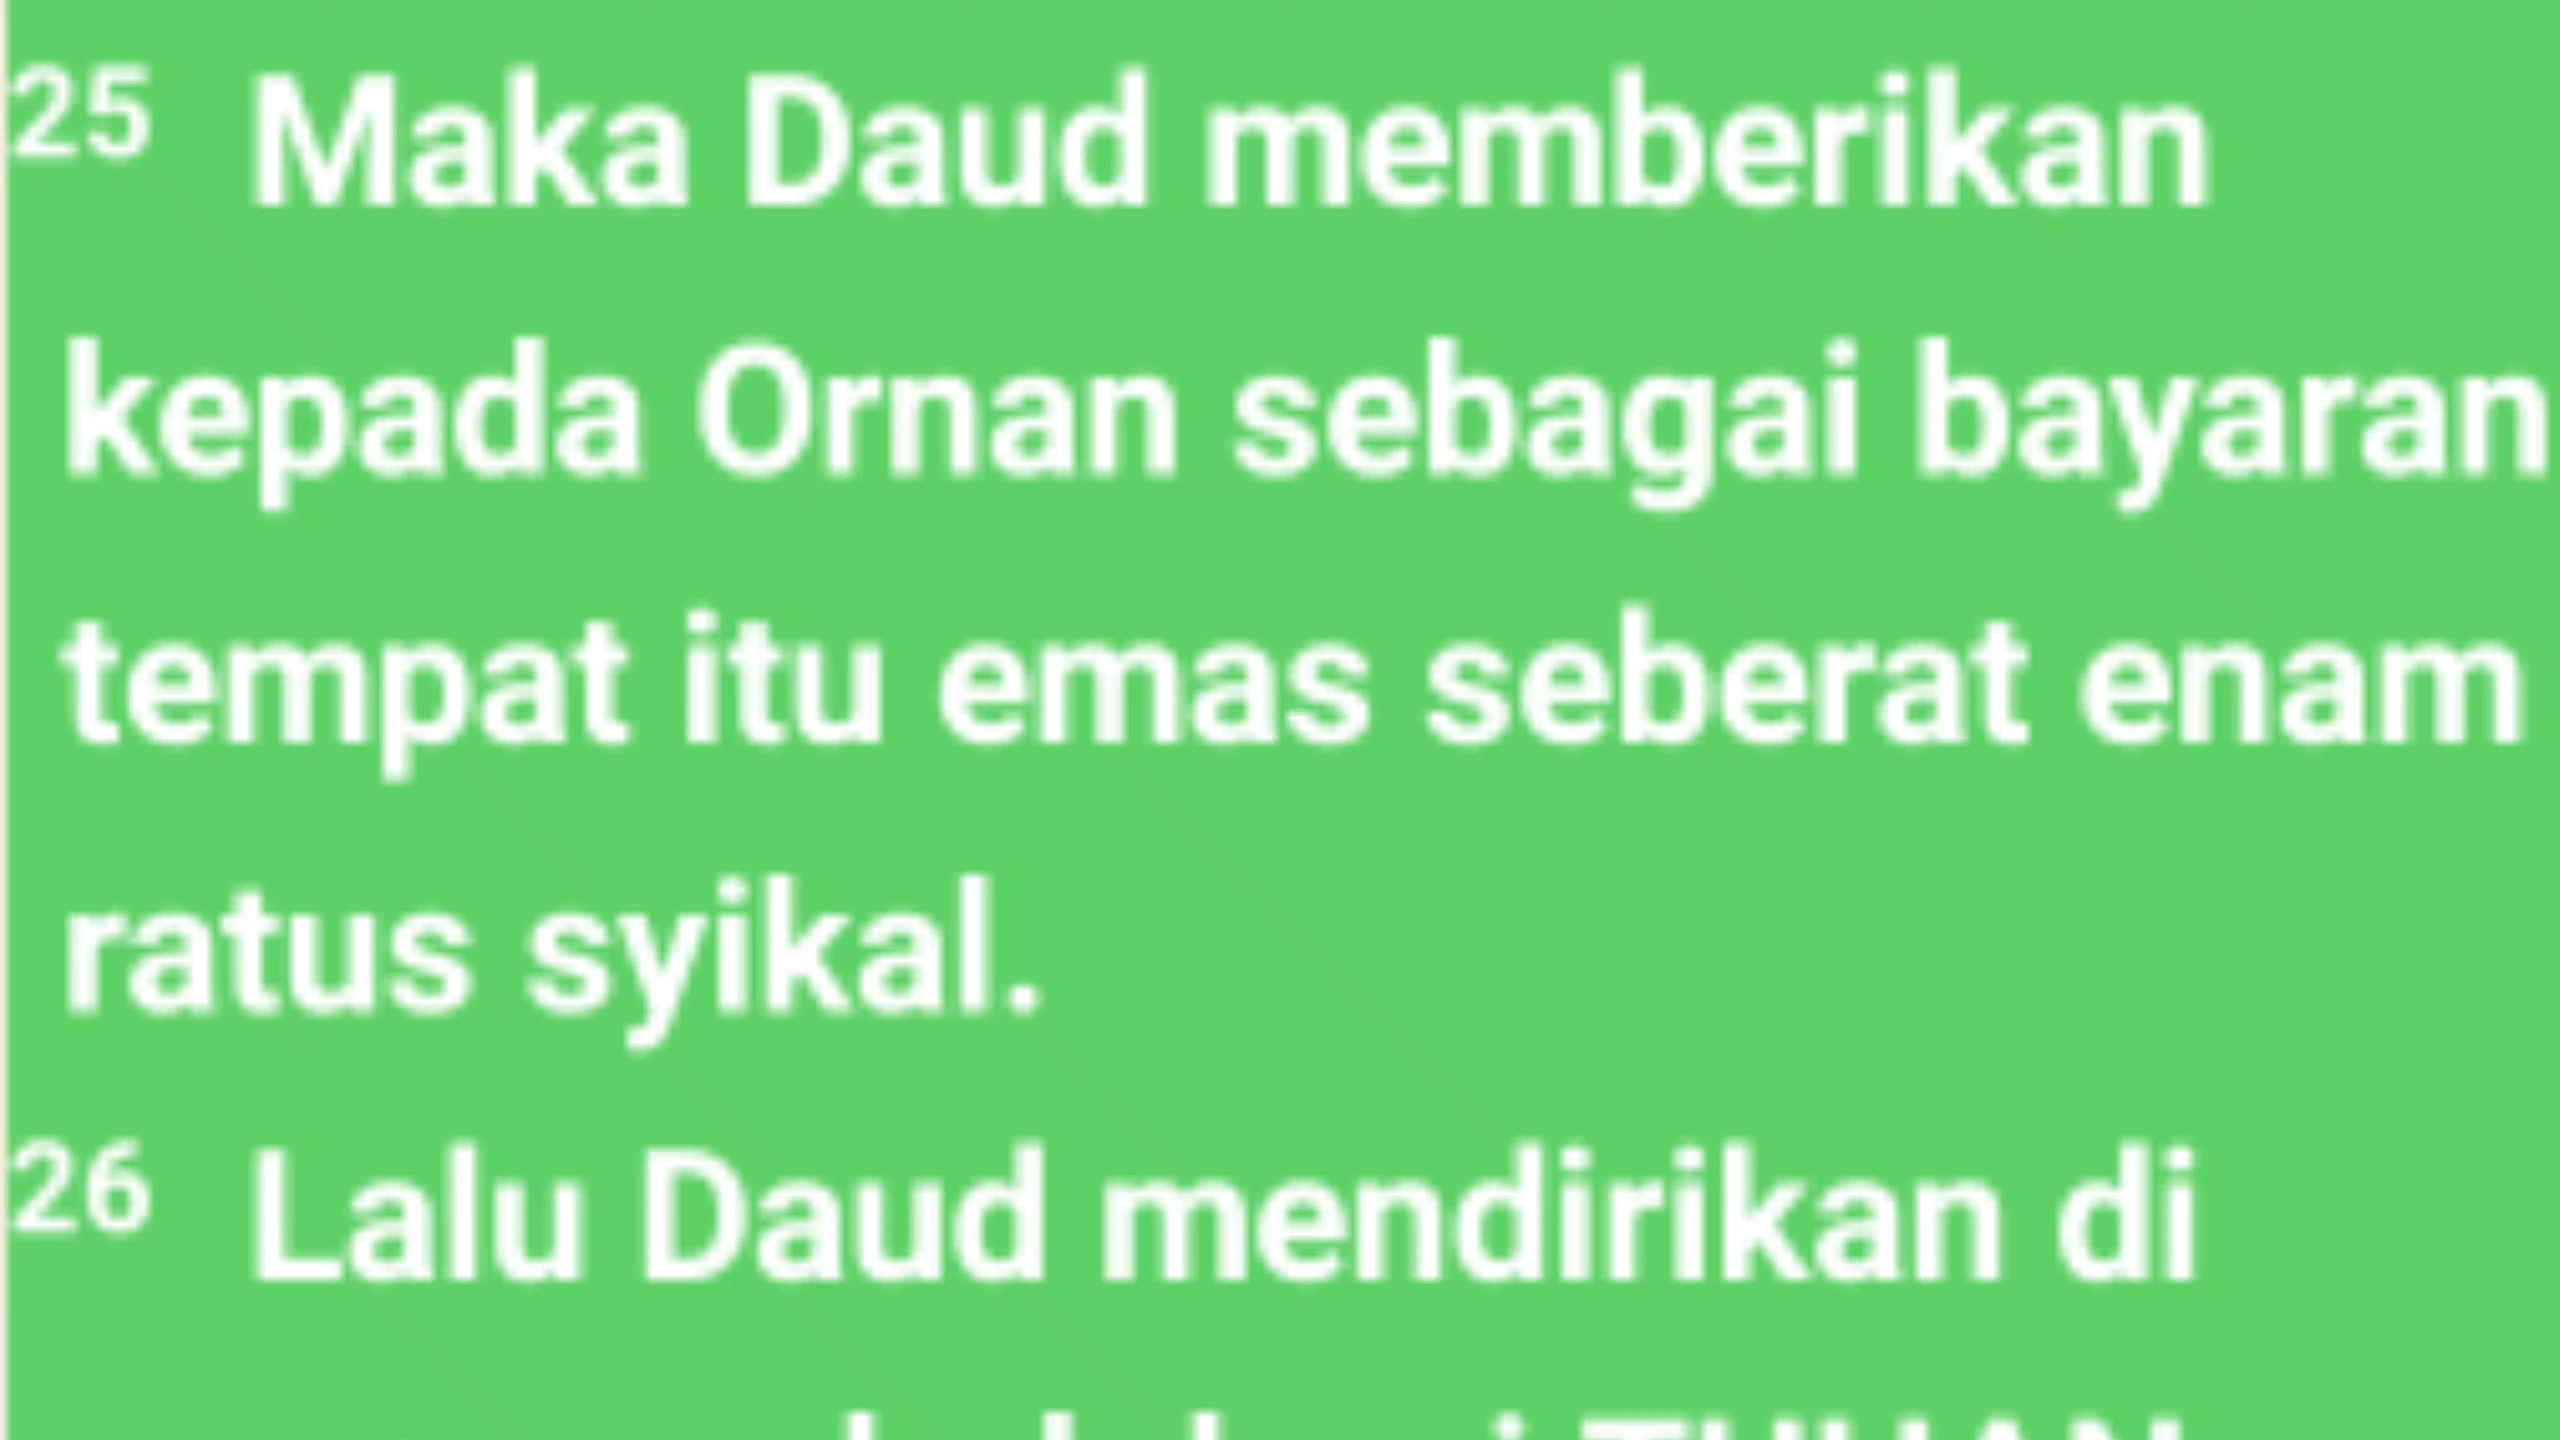 25 Maka Daud memberikan
kepada Ornan sebagai bayaran
tempat itu emas seberat enam
ratus syikal.
26 Lalu Daud mendirikan di
TUHAN